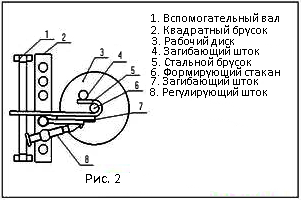 1 2 3 4
5
6
7
8
Рис. 2
1. Вспомогательный вал
2. Квадратный брусок
3. Рабочий диск
4. Загибающий шток
5. Стальной брусок
6. Формирующий стакан
7. Загибающий шток
8. Регулирующий шток